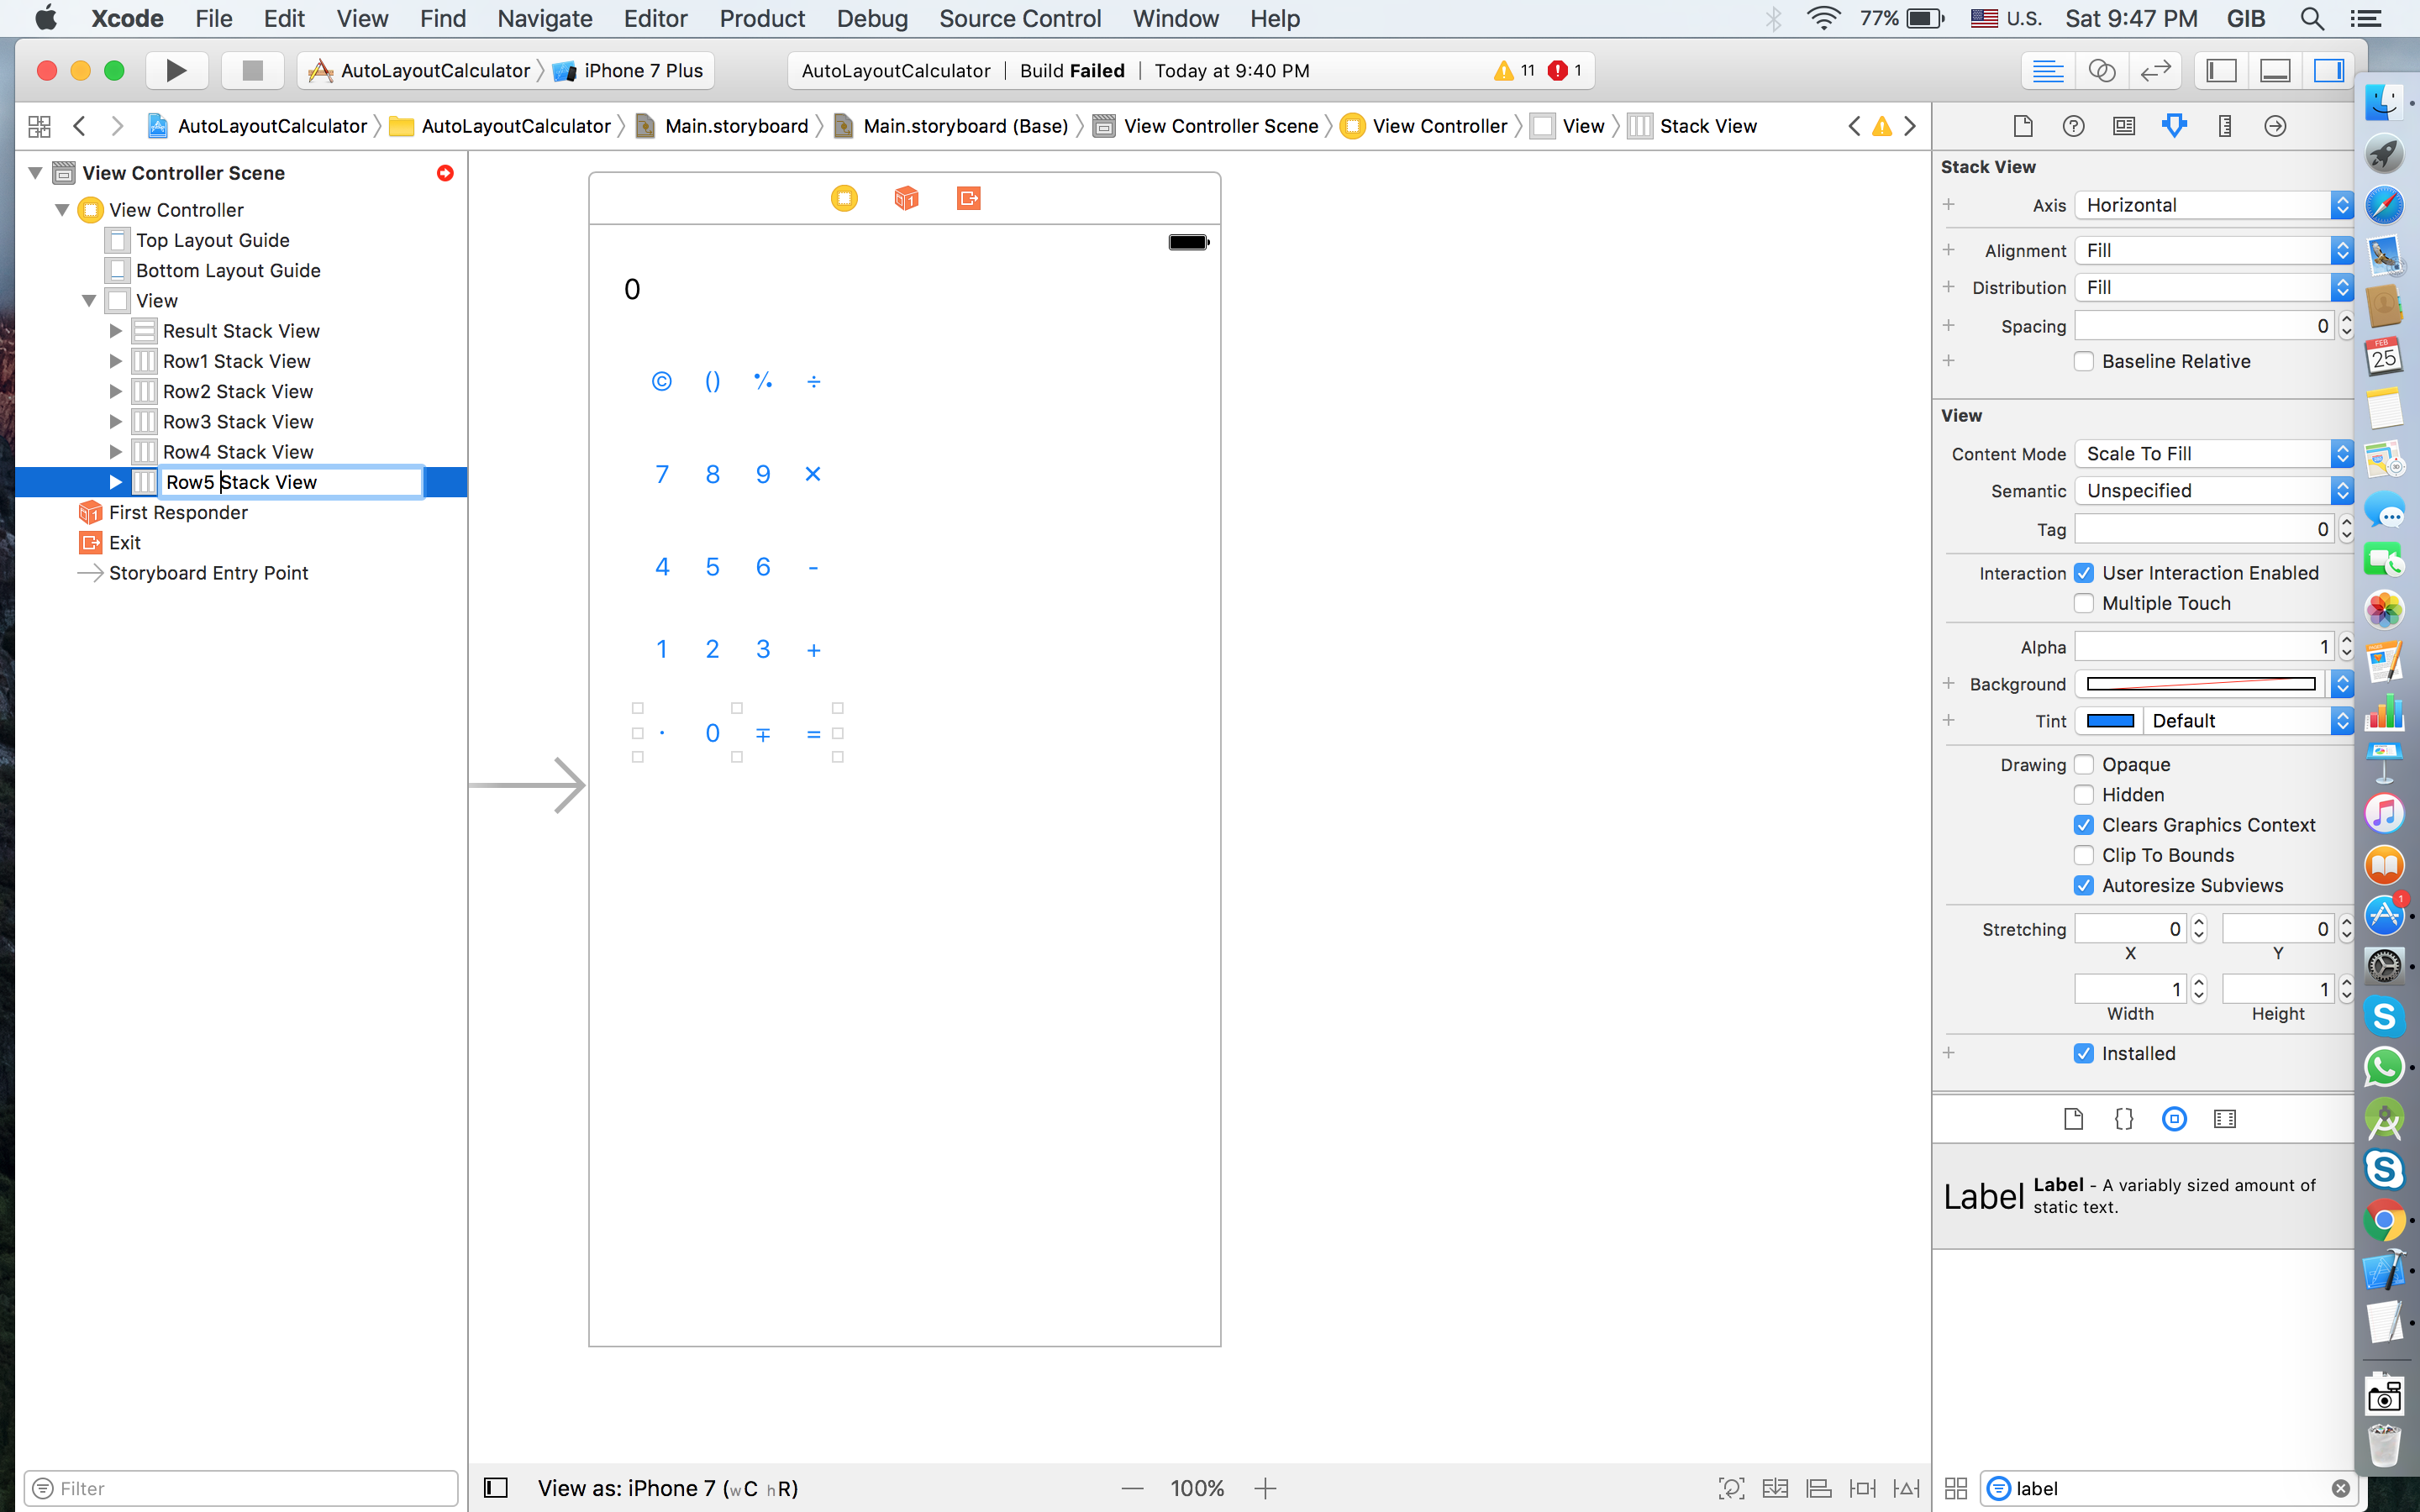 Xcode File Edit View Find Navigate Editor Product Debug Source Control Window Help 77% U.S. Sat 9:47 PM GIB
AutoLayoutCalculator iPhone 7 Plus AutoLayoutCalculator | Build Failed | Today at 9:40 PM 11 1
AutoLayoutCalculator AutoLayoutCalculator Main.storyboard Main.storyboard (Base) View Controller Scene View Controller View Stack View
View Controller Scene
View Controller
Top Layout Guide
Bottom Layout Guide
View
Result Stack View
Row1 Stack View
Row2 Stack View
Row3 Stack View
Row4 Stack View
Row5 Stack View
First Responder
Exit
Storyboard Entry Point
Filter
0
© () ٪ ÷
7 8 9 ×
4 5 6 -
1 2 3 +
· 0 ∓ =
View as: iPhone 7 (wC hR) — 100% +
Stack View
Axis Horizontal
Alignment Fill
Distribution Fill
Spacing 0
Baseline Relative
View
Content Mode Scale To Fill
Semantic Unspecified
Tag 0
Interaction User Interaction Enabled
Multiple Touch
Alpha 1
Background
Tint Default
Drawing Opaque
Hidden
Clears Graphics Context
Clip To Bounds
Autoresize Subviews
Stretching 0 0
X Y
1 1
Width Height
Installed
{}
Label Label - A variably sized amount of
static text.
label
FEB
25
1